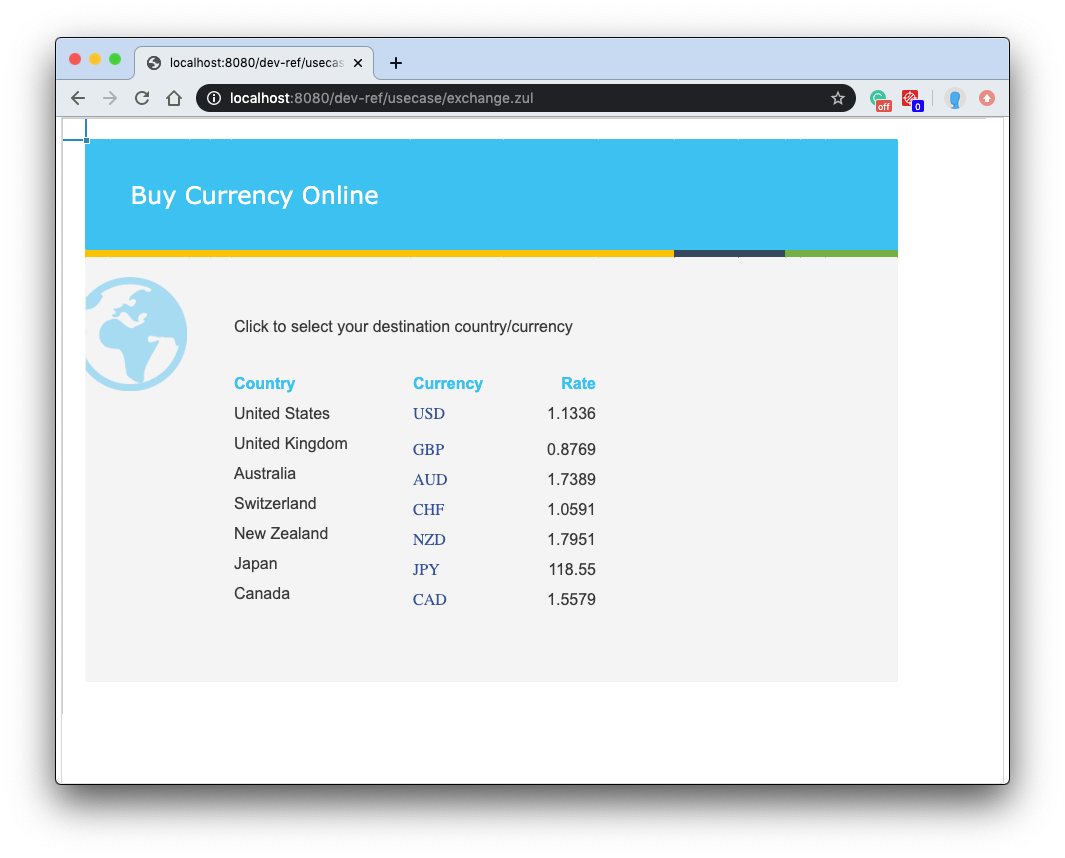 localhost:8080/dev-ref/usecas
localhost:8080/dev-ref/usecase/exchange.zul
off
0
Buy Currency Online
Click to select your destination country/currency
Country Currency Rate
United States USD 1.1336
United Kingdom GBP 0.8769
Australia AUD 1.7389
Switzerland CHF 1.0591
New Zealand NZD 1.7951
Japan JPY 118.55
Canada CAD 1.5579